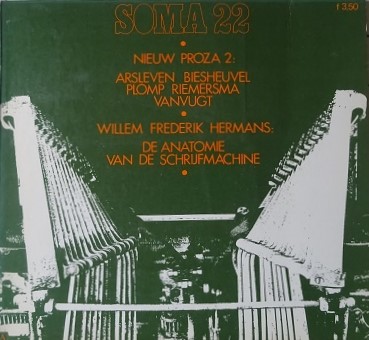 SOMA 22
f 3,50
NIEUW PROZA 2:
ARSLEVEN BIESHEUVEL
PLOMP RIEMERSMA
VANVUGT
WILLEM FREDERIK HERMANS:
DE ANATOMIE
VAN DE SCHRIJFMACHINE